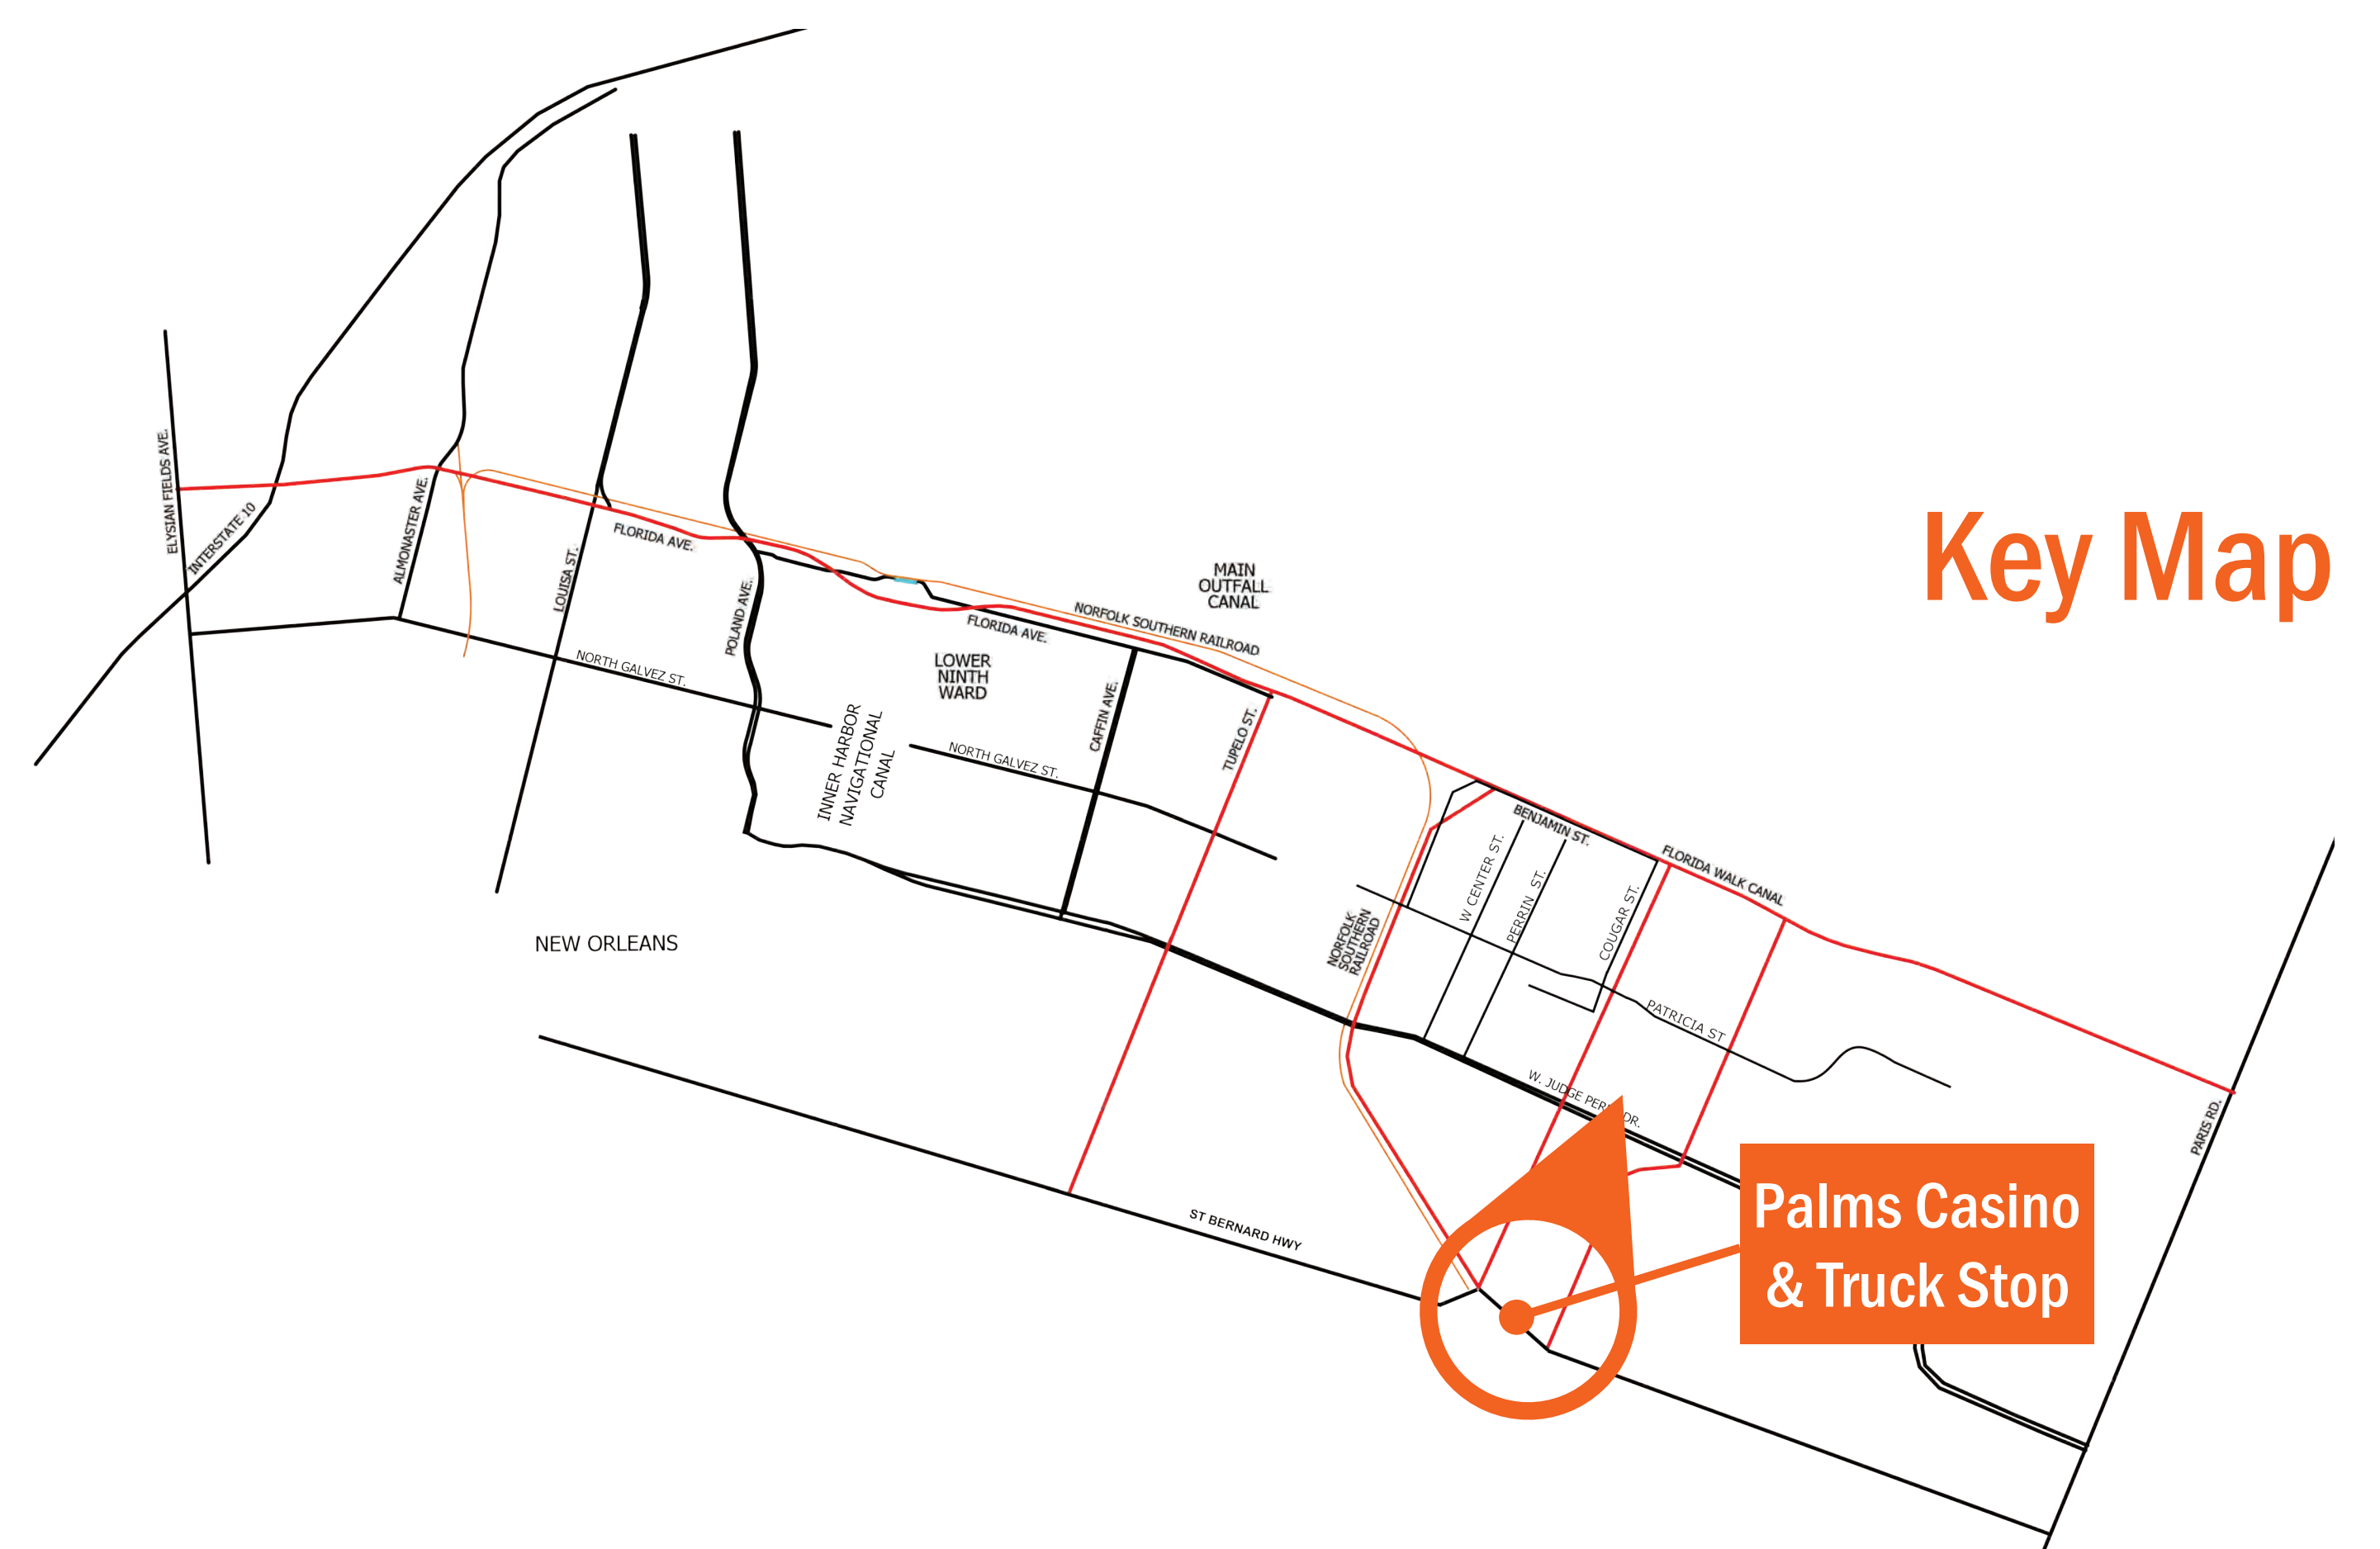 Key Map
ELYSIAN FIELDS AVE.
INTERSTATE 10
ALMONASTER AVE.
LOUISA ST.
FLORIDA AVE.
POLAND AVE.
NORTH GALVEZ ST.
INNER HARBOR
NAVIGATIONAL
CANAL
LOWER
NINTH
WARD
FLORIDA AVE.
NORFOLK SOUTHERN RAILROAD
MAIN
OUTFALL
CANAL
NORTH GALVEZ ST.
CAFFIN AVE.
TUPELO ST.
NEW ORLEANS
NORFOLK
SOUTHERN
RAILROAD
BENJAMIN ST.
W CENTER ST.
PERRIN ST.
COUGAR ST.
FLORIDA WALK CANAL
PATRICIA ST
W. JUDGE PERE DR.
PARIS RD.
ST BERNARD HWY
Palms Casino
& Truck Stop